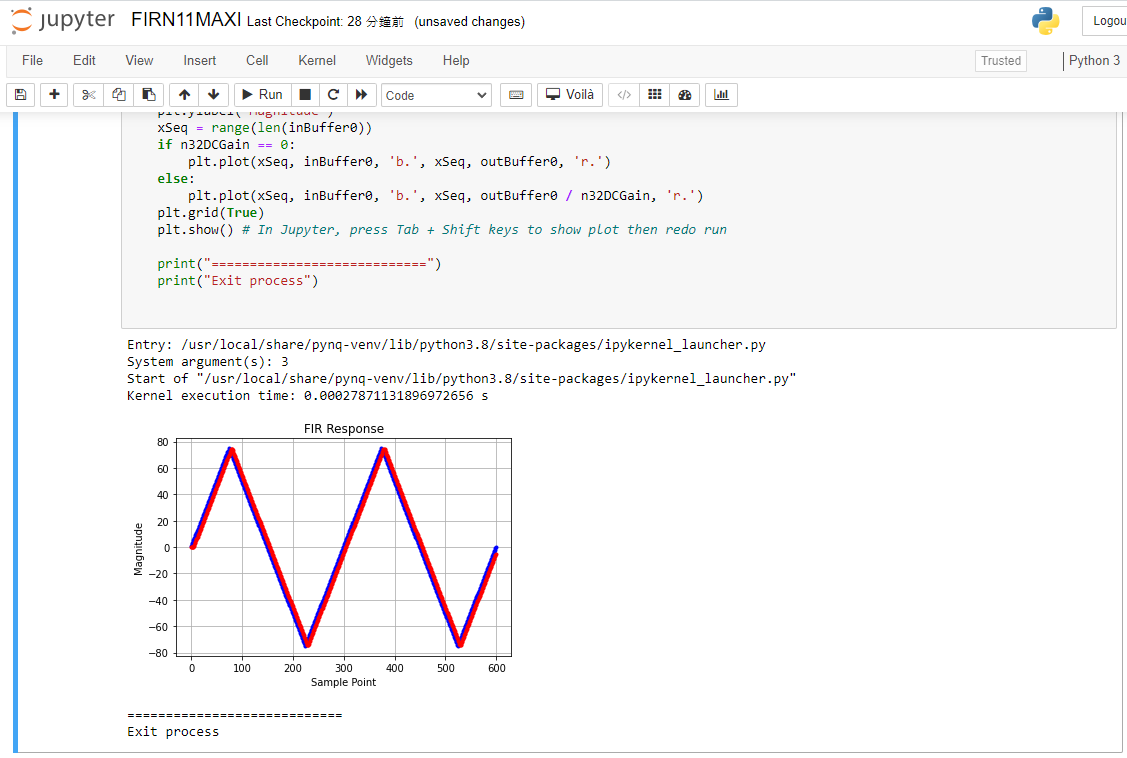 jupyter FIRN11MAXI Last Checkpoint: 28 分鐘前 (unsaved changes) Logou
File Edit View Insert Cell Kernel Widgets Help Trusted Python 3
Run Code Voilà
plt.ylabel("Magnitude")
xSeq = range(len(inBuffer0))
if n32DCGain == 0:
    plt.plot(xSeq, inBuffer0, 'b.', xSeq, outBuffer0, 'r.')
else:
    plt.plot(xSeq, inBuffer0, 'b.', xSeq, outBuffer0 / n32DCGain, 'r.')
plt.grid(True)
plt.show() # In Jupyter, press Tab + Shift keys to show plot then redo run
print("============================")
print("Exit process")
Entry: /usr/local/share/pynq-venv/lib/python3.8/site-packages/ipykernel_launcher.py
System argument(s): 3
Start of "/usr/local/share/pynq-venv/lib/python3.8/site-packages/ipykernel_launcher.py"
Kernel execution time: 0.00027871131896972656 s
FIR Response
80
60
40
20
0
−20
−40
−60
−80
Magnitude
0 100 200 300 400 500 600
Sample Point
============================
Exit process